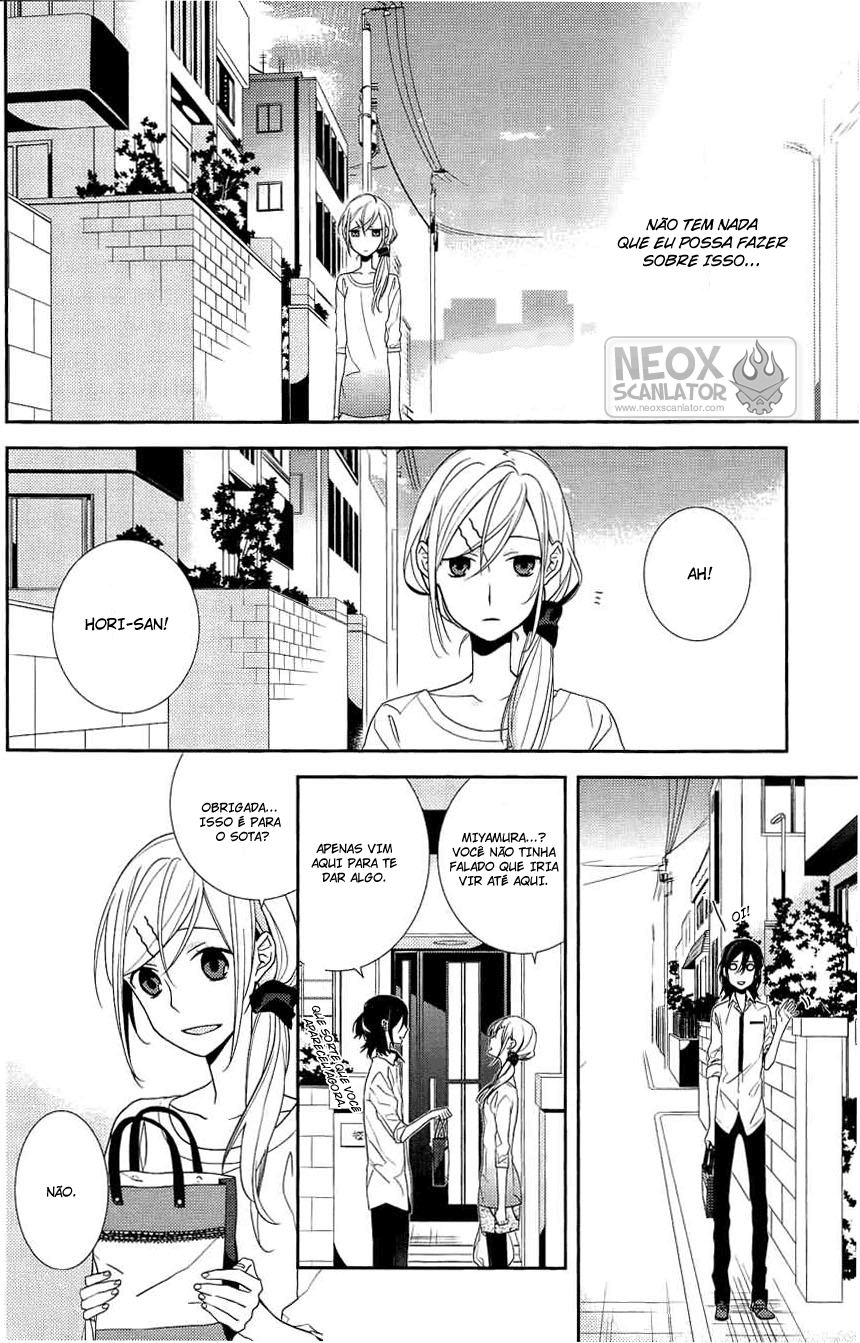 NÃO TEM NADA
QUE EU POSSA FAZER
SOBRE ISSO...
NEOX
SCANLATOR
www.neoxscanlator.com
AH!
HORI-SAN!
OI!
MIYAMURA...?
VOCÊ NÃO TINHA
FALADO QUE IRIA
VIR ATÉ AQUI.
APENAS VIM
AQUI PARA TE
DAR ALGO.
QUE SORTE QUE VOCÊ
APARECEU AGORA.
OBRIGADA...
ISSO É PARA
O SOTA?
NÃO.